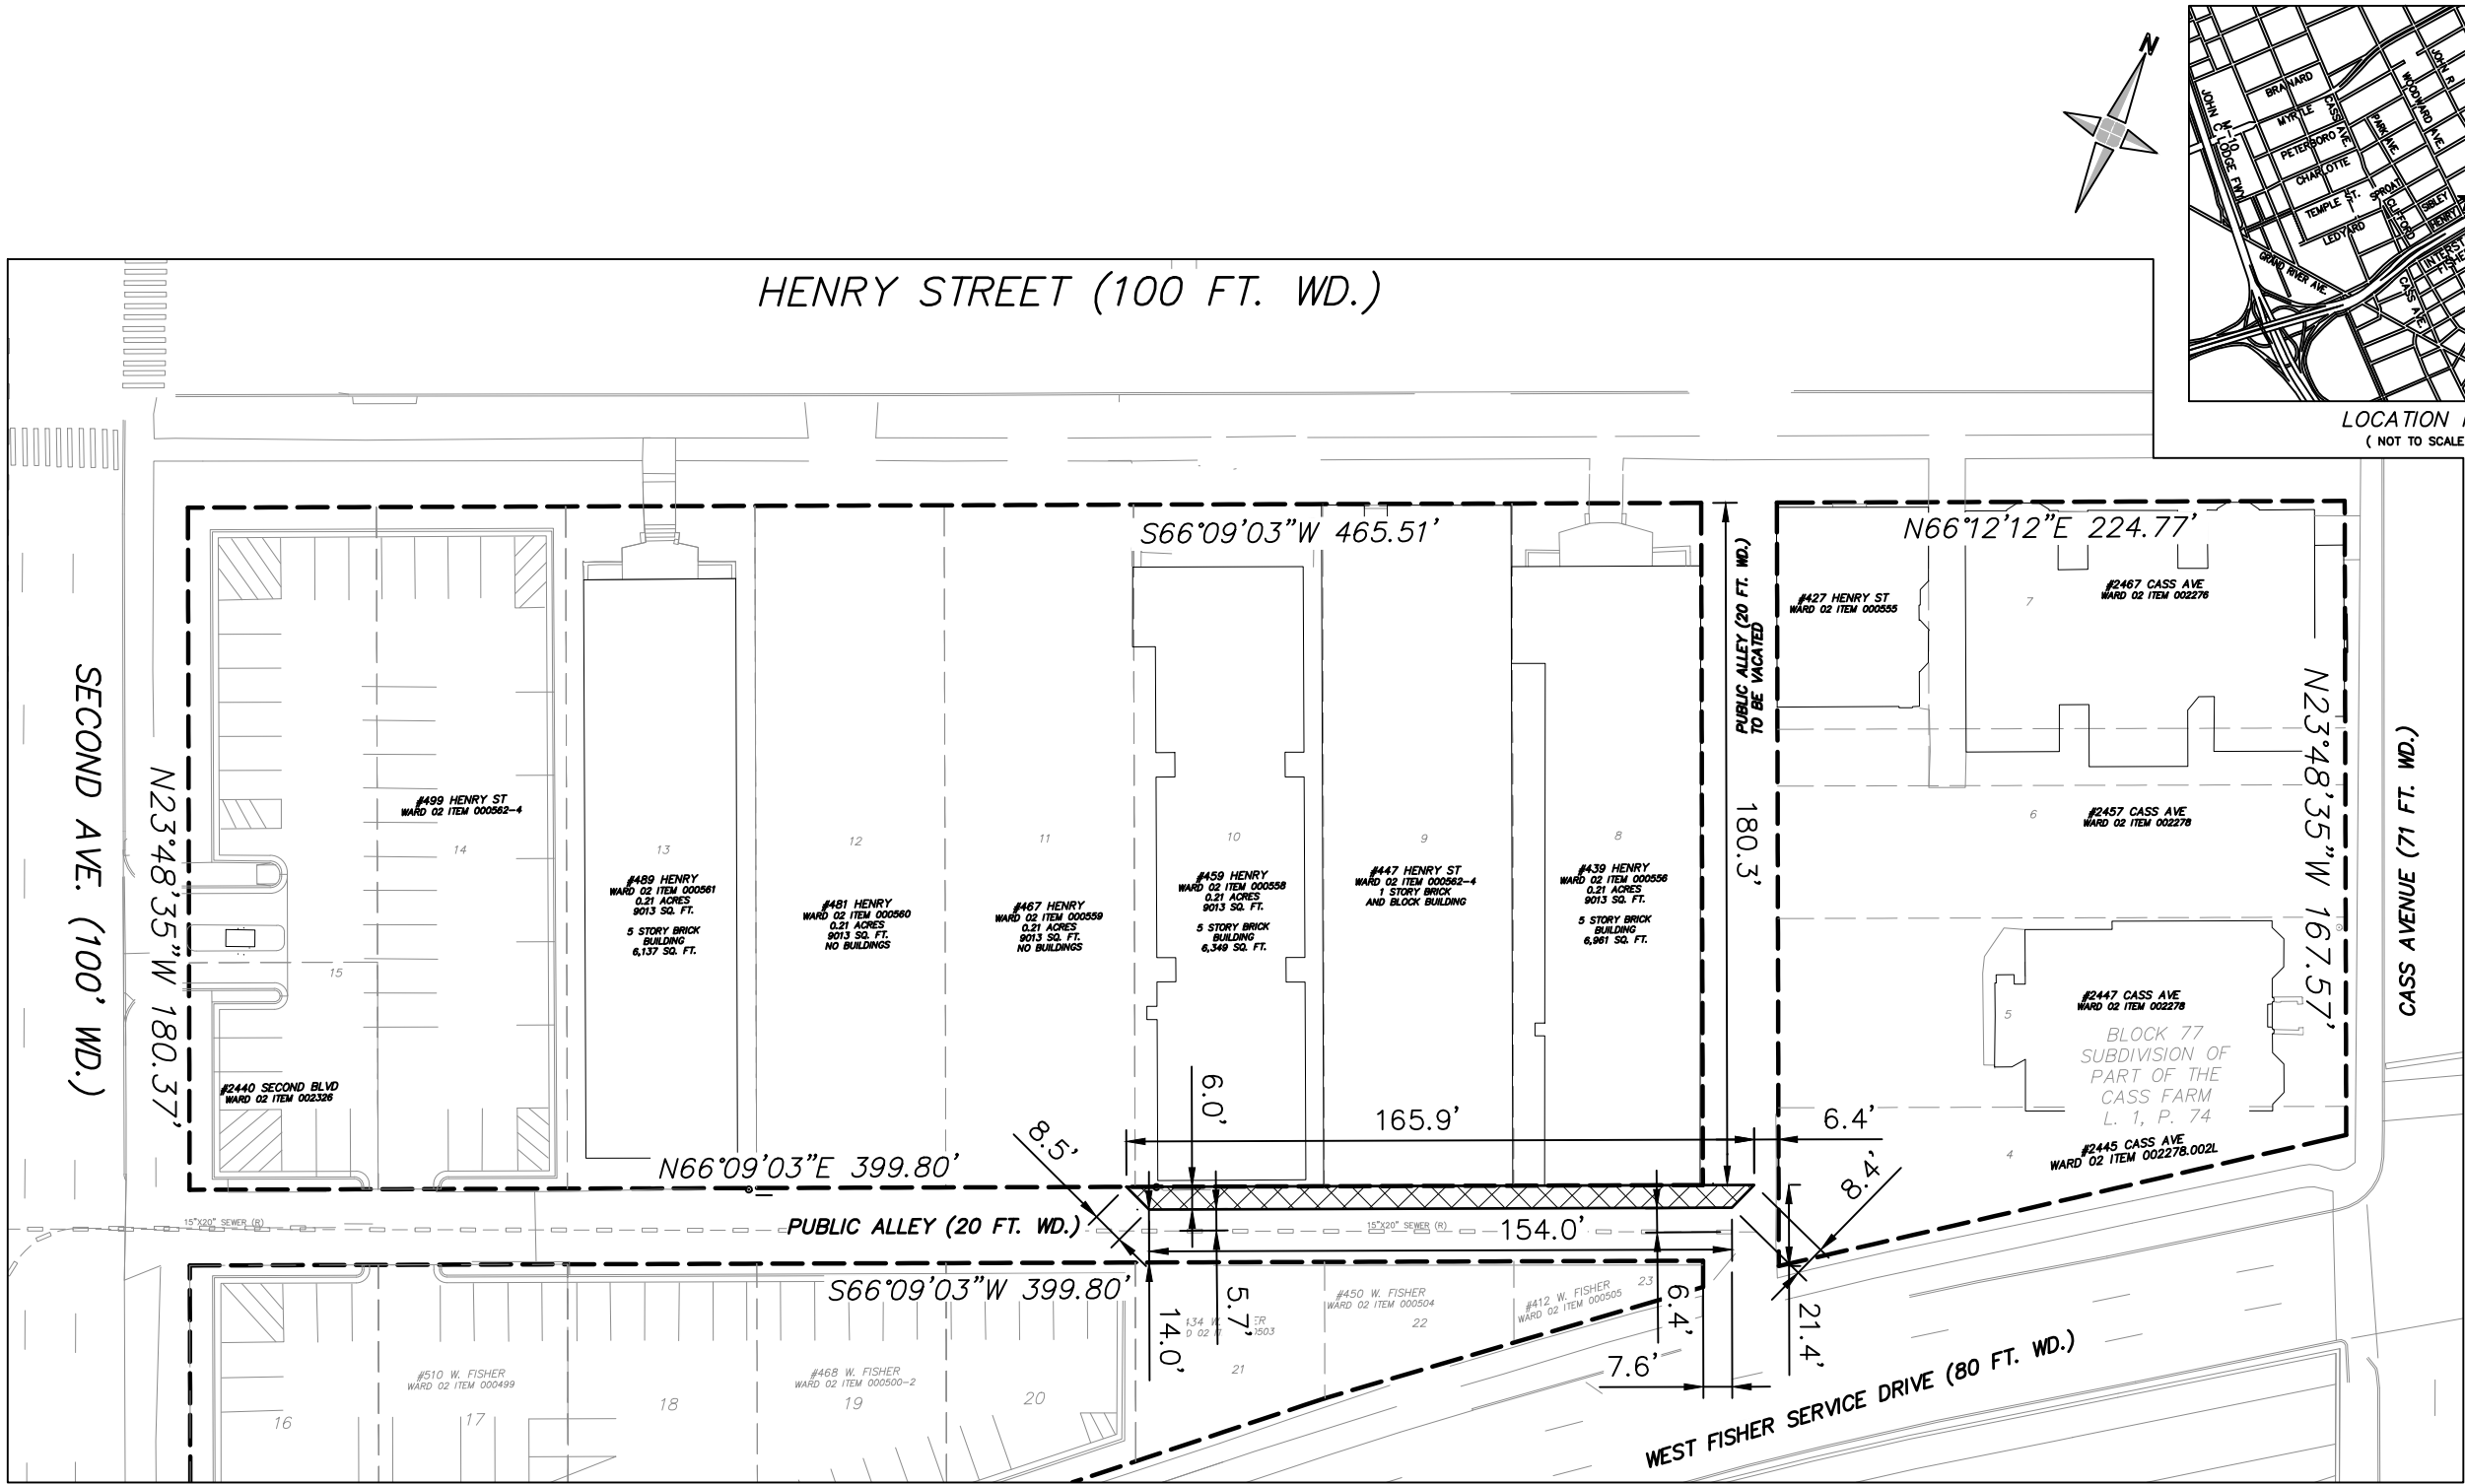 N
BRAINARD
MYRTLE
PETERBORO
CHARLOTTE
TEMPLE ST.
LEDYARD
SPROAT
SIBLEY
HENRY
CLIFFORD
CASS AVE.
PARK AVE.
WOODWARD AVE.
JOHN R
M-10
JOHN C LODGE FWY
GRAND RIVER AVE.
CASS AVE.
LOCATION
( NOT TO SCALE
HENRY STREET (100 FT. WD.)
SECOND AVE. (100' WD.)
CASS AVENUE (71 FT. WD.)
S66°09'03"W 465.51'
N66°12'12"E 224.77'
N23°48'35"W 180.37'
N23°48'35"W 167.57'
PUBLIC ALLEY (20 FT. WD.)
TO BE VACATED
180.3'
#427 HENRY ST
WARD 02 ITEM 000555
7
#2467 CASS AVE
WARD 02 ITEM 002276
#499 HENRY ST
WARD 02 ITEM 000562-4
14
15
#2440 SECOND BLVD
WARD 02 ITEM 002326
13
#489 HENRY
WARD 02 ITEM 000561
0.21 ACRES
9013 SQ. FT.
5 STORY BRICK
BUILDING
6,137 SQ. FT.
12
#481 HENRY
WARD 02 ITEM 000560
0.21 ACRES
9013 SQ. FT.
NO BUILDINGS
11
#467 HENRY
WARD 02 ITEM 000559
0.21 ACRES
9013 SQ. FT.
NO BUILDINGS
10
#459 HENRY
WARD 02 ITEM 000558
0.21 ACRES
9013 SQ. FT.
5 STORY BRICK
BUILDING
6,349 SQ. FT.
9
#447 HENRY ST
WARD 02 ITEM 000562-4
1 STORY BRICK
AND BLOCK BUILDING
8
#439 HENRY
WARD 02 ITEM 000556
0.21 ACRES
9013 SQ. FT.
5 STORY BRICK
BUILDING
6,961 SQ. FT.
6
#2457 CASS AVE
WARD 02 ITEM 002278
5
#2447 CASS AVE
WARD 02 ITEM 002278
BLOCK 77
SUBDIVISION OF
PART OF THE
CASS FARM
L. 1, P. 74
4
#2445 CASS AVE
WARD 02 ITEM 002278.002L
6.0'
165.9'
6.4'
8.5'
8.4'
N66°09'03"E 399.80'
15"X20" SEWER (R)
PUBLIC ALLEY (20 FT. WD.)
15"X20" SEWER (R)
154.0'
S66°09'03"W 399.80'
14.0'
5.7'
6.4'
7.6'
21.4'
#450 W. FISHER
WARD 02 ITEM 000504
22
#412 W. FISHER
WARD 02 ITEM 000505
23
21
#510 W. FISHER
WARD 02 ITEM 000499
#468 W. FISHER
WARD 02 ITEM 000500-2
16
17
18
19
20
WEST FISHER SERVICE DRIVE (80 FT. WD.)